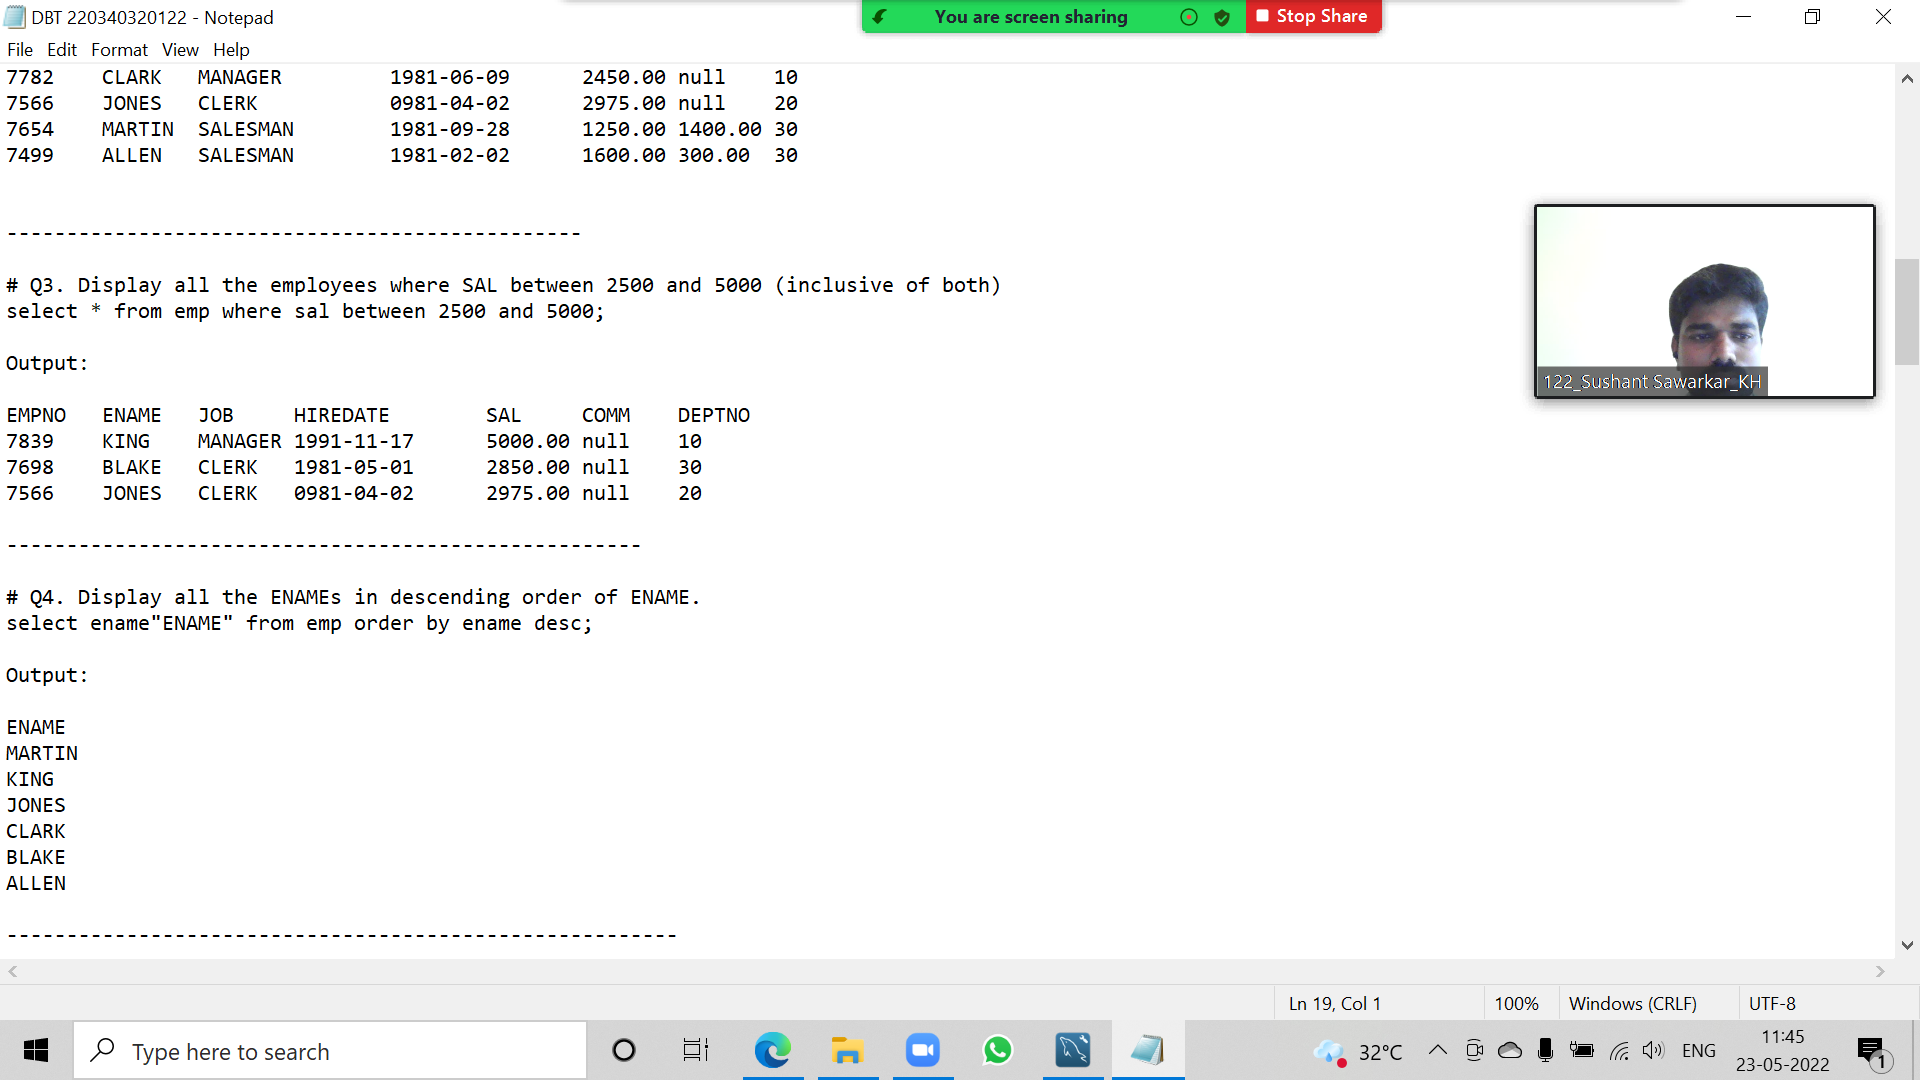 DBT 220340320122 - Notepad
You are screen sharing
Stop Share
File Edit Format View Help
7782 CLARK MANAGER 1981-06-09 2450.00 null 10
7566 JONES CLERK 0981-04-02 2975.00 null 20
7654 MARTIN SALESMAN 1981-09-28 1250.00 1400.00 30
7499 ALLEN SALESMAN 1981-02-02 1600.00 300.00 30
------------------------------------------------
# Q3. Display all the employees where SAL between 2500 and 5000 (inclusive of both)
select * from emp where sal between 2500 and 5000;
Output:
EMPNO ENAME JOB HIREDATE SAL COMM DEPTNO
7839 KING MANAGER 1991-11-17 5000.00 null 10
7698 BLAKE CLERK 1981-05-01 2850.00 null 30
7566 JONES CLERK 0981-04-02 2975.00 null 20
-----------------------------------------------------
# Q4. Display all the ENAMEs in descending order of ENAME.
select ename"ENAME" from emp order by ename desc;
Output:
ENAME
MARTIN
KING
JONES
CLARK
BLAKE
ALLEN
--------------------------------------------------------
122_Sushant Sawarkar_KH
Ln 19, Col 1 100% Windows (CRLF) UTF-8
Type here to search
32°C
ENG
11:45
23-05-2022
1